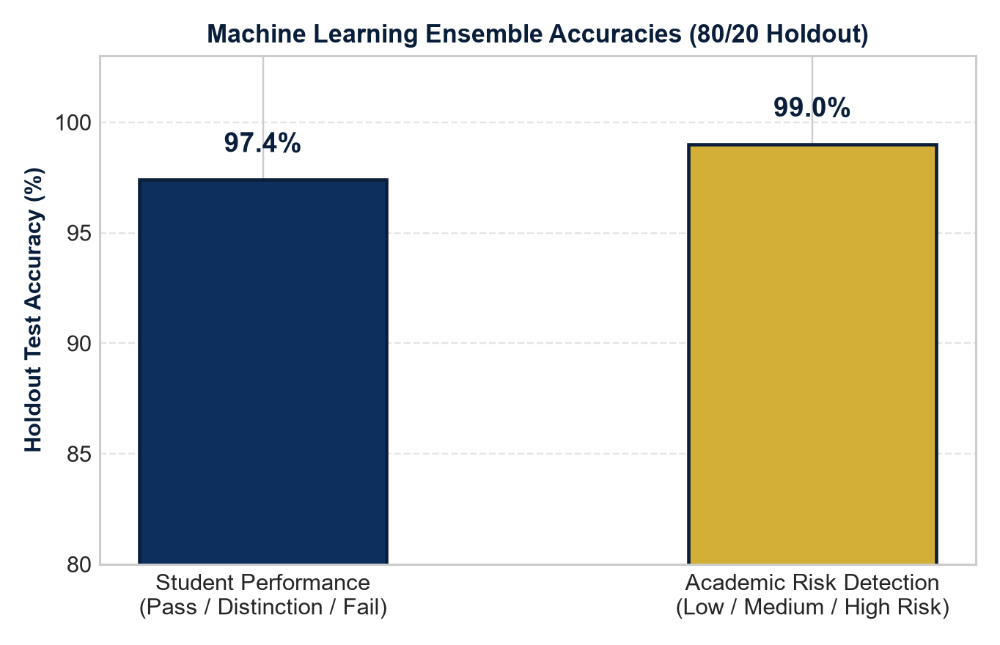 Machine Learning Ensemble Accuracies (80/20 Holdout)
Holdout Test Accuracy (%)
100
95
90
85
80
97.4%
99.0%
Student Performance
(Pass / Distinction / Fail)
Academic Risk Detection
(Low / Medium / High Risk)